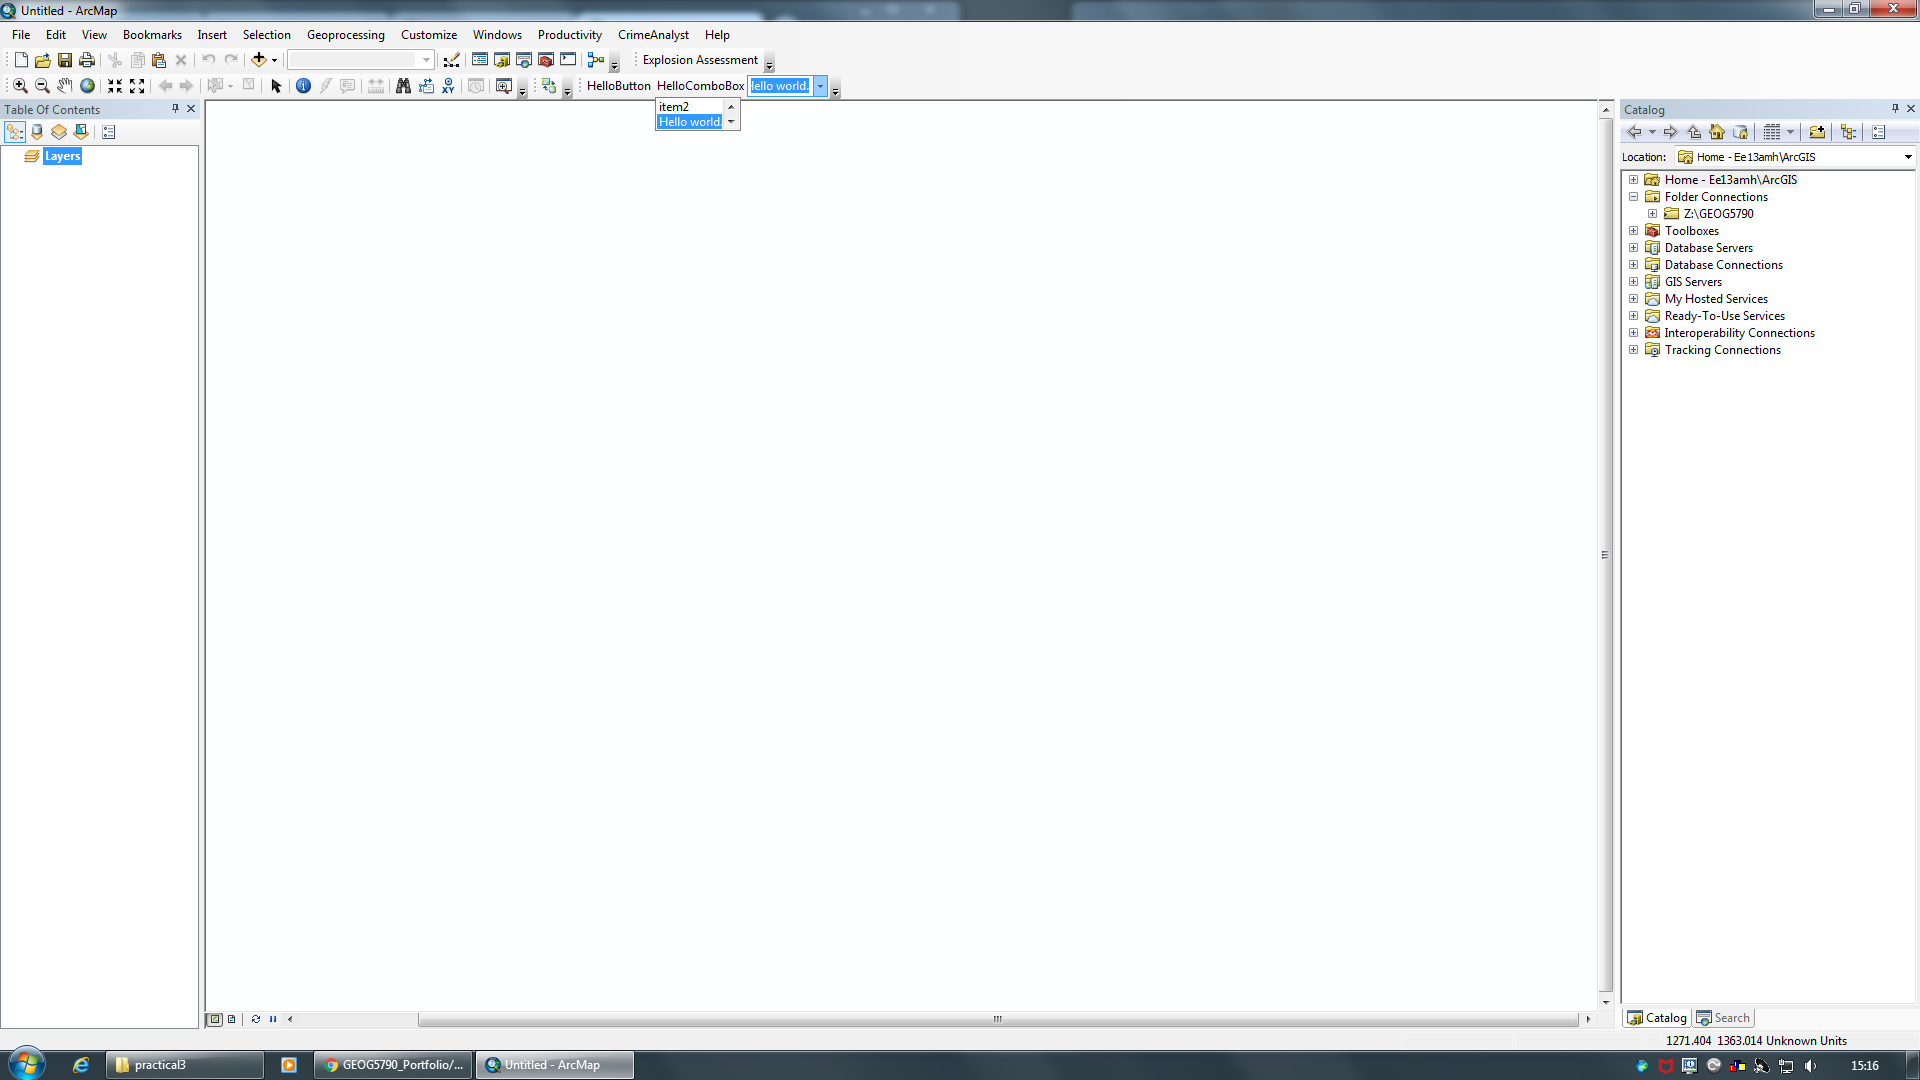 Untitled - ArcMap
File Edit View Bookmarks Insert Selection Geoprocessing Customize Windows Productivity CrimeAnalyst Help
Explosion Assessment
HelloButton HelloComboBox Hello world.
item2
Hello world.
Table Of Contents
Layers
Catalog
Location: Home - Ee13amh\ArcGIS
Home - Ee13amh\ArcGIS
Folder Connections
Z:\GEOG5790
Toolboxes
Database Servers
Database Connections
GIS Servers
My Hosted Services
Ready-To-Use Services
Interoperability Connections
Tracking Connections
Catalog Search
1271.404 1363.014 Unknown Units
practical3 GEOG5790_Portfolio/... Untitled - ArcMap 15:16